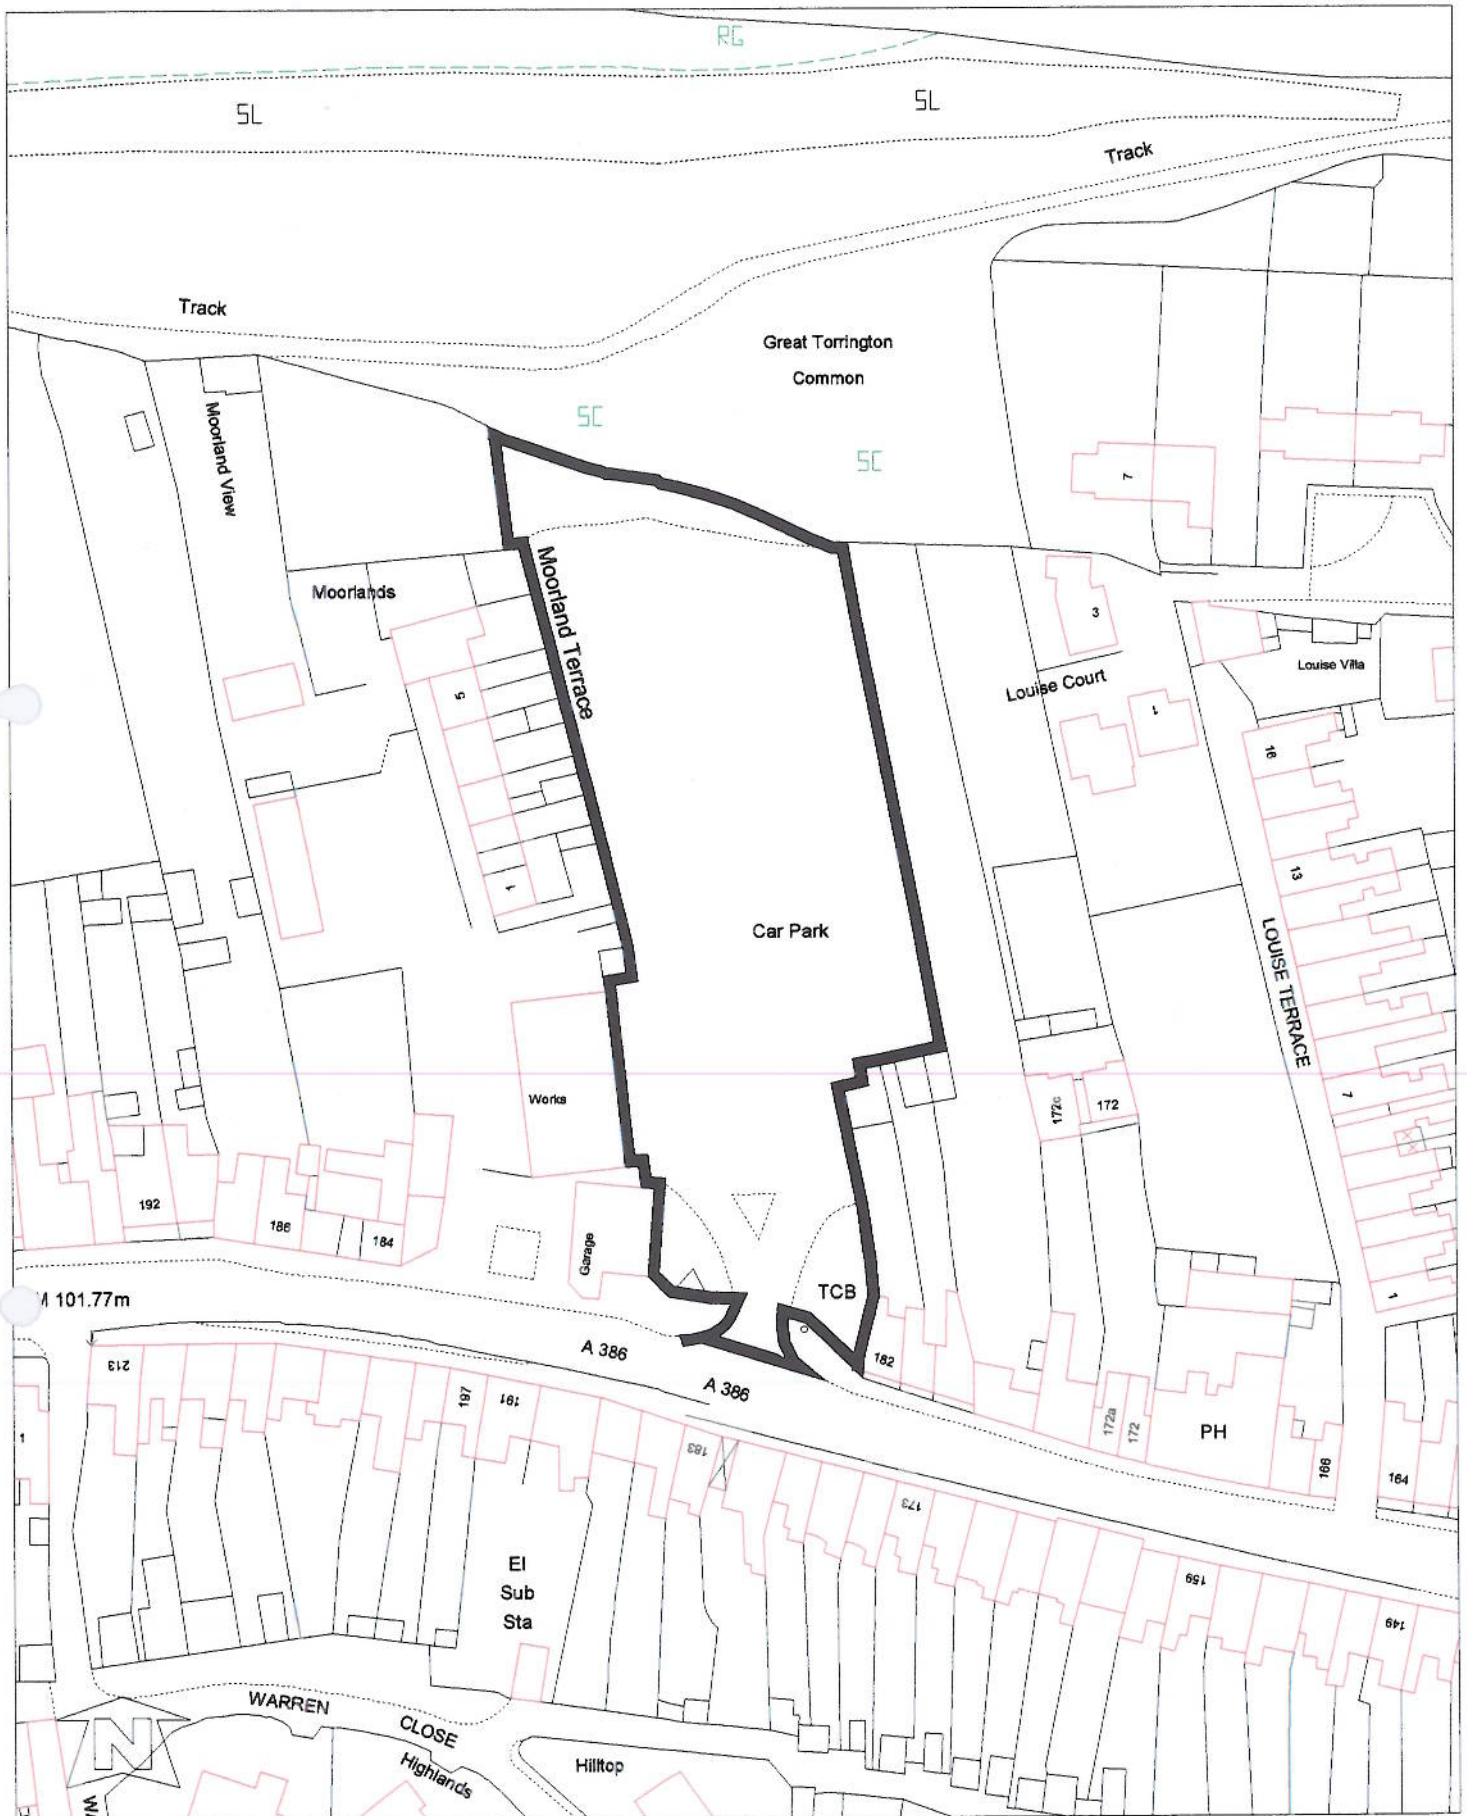 RG
SL
SL
Track
Track
Great Torrington
Common
SC
SC
Moorland View
7
Moorlands
Moorland Terrace
3
Louise Villa
Louise Court
5
1
16
13
1
Car Park
LOUISE TERRACE
Works
172c
172
7
192
186
184
Garage
TCB
1
M 101.77m
A 386
A 386
182
213
197
191
183
172a
172
PH
166
164
1
173
159
149
El
Sub
Sta
WARREN
CLOSE
Highlands
Hilltop
N